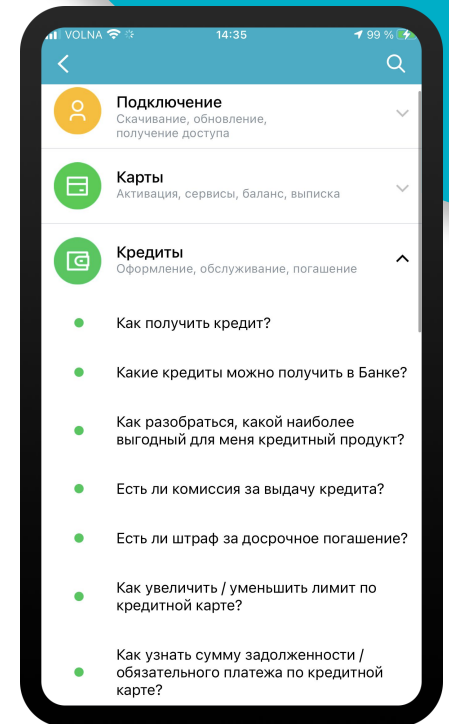 VOLNA
14:35
99 %
Подключение
Скачивание, обновление,
получение доступа
Карты
Активация, сервисы, баланс, выписка
Кредиты
Оформление, обслуживание, погашение
Как получить кредит?
Какие кредиты можно получить в Банке?
Как разобраться, какой наиболее
выгодный для меня кредитный продукт?
Есть ли комиссия за выдачу кредита?
Есть ли штраф за досрочное погашение?
Как увеличить / уменьшить лимит по
кредитной карте?
Как узнать сумму задолженности /
обязательного платежа по кредитной
карте?